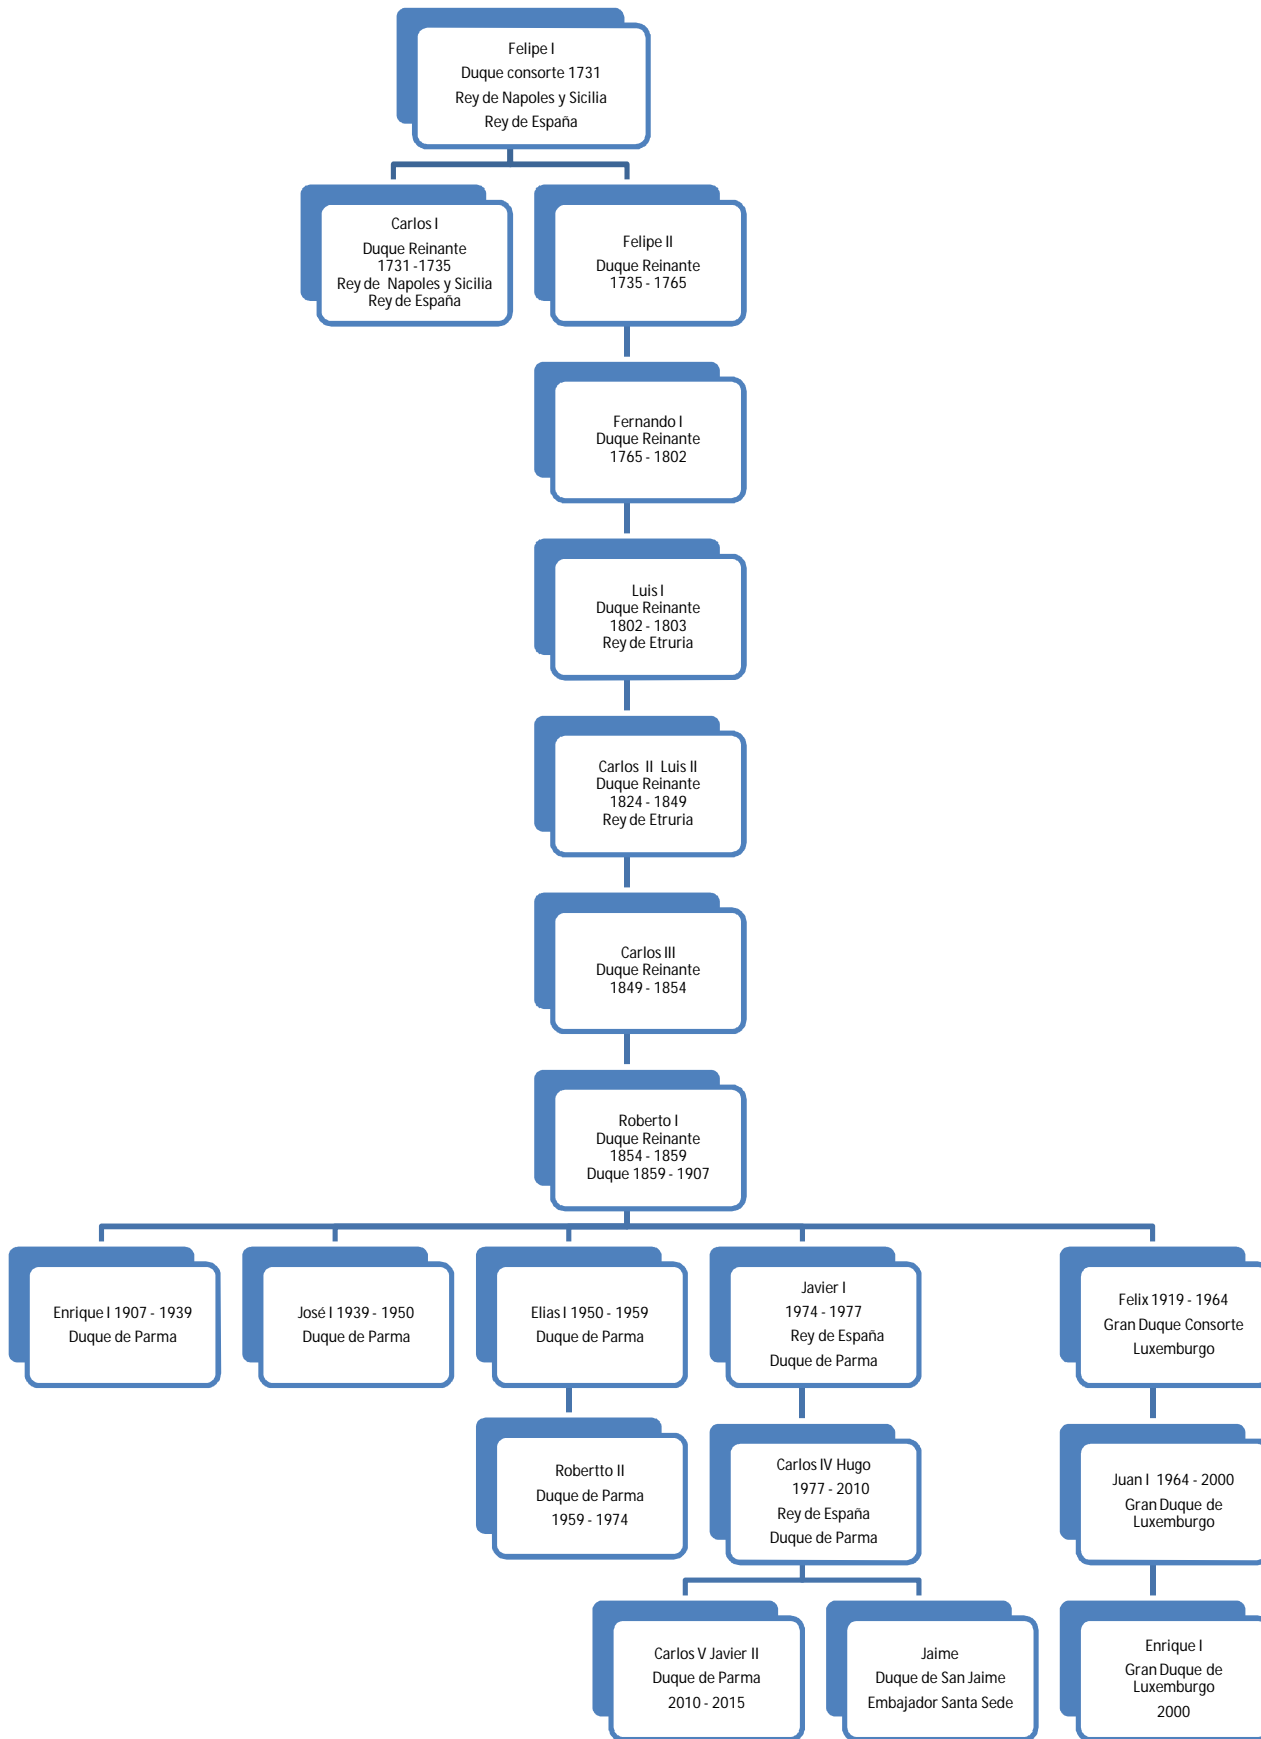 Felipe I
Duque consorte 1731
Rey de Napoles y Sicilia
Rey de España
Carlos I
Duque Reinante
1731 -1735
Rey de Napoles y Sicilia
Rey de España
Felipe II
Duque Reinante
1735 - 1765
Fernando I
Duque Reinante
1765 - 1802
Luis I
Duque Reinante
1802 - 1803
Rey de Etruria
Carlos II Luis II
Duque Reinante
1824 - 1849
Rey de Etruria
Carlos III
Duque Reinante
1849 - 1854
Roberto I
Duque Reinante
1854 - 1859
Duque 1859 - 1907
Enrique I 1907 - 1939
Duque de Parma
José I 1939 - 1950
Duque de Parma
Elias I 1950 - 1959
Duque de Parma
Javier I
1974 - 1977
Rey de España
Duque de Parma
Felix 1919 - 1964
Gran Duque Consorte
Luxemburgo
Robertto II
Duque de Parma
1959 - 1974
Carlos IV Hugo
1977 - 2010
Rey de España
Duque de Parma
Juan I 1964 - 2000
Gran Duque de
Luxemburgo
Carlos V Javier II
Duque de Parma
2010 - 2015
Jaime
Duque de San Jaime
Embajador Santa Sede
Enrique I
Gran Duque de
Luxemburgo
2000